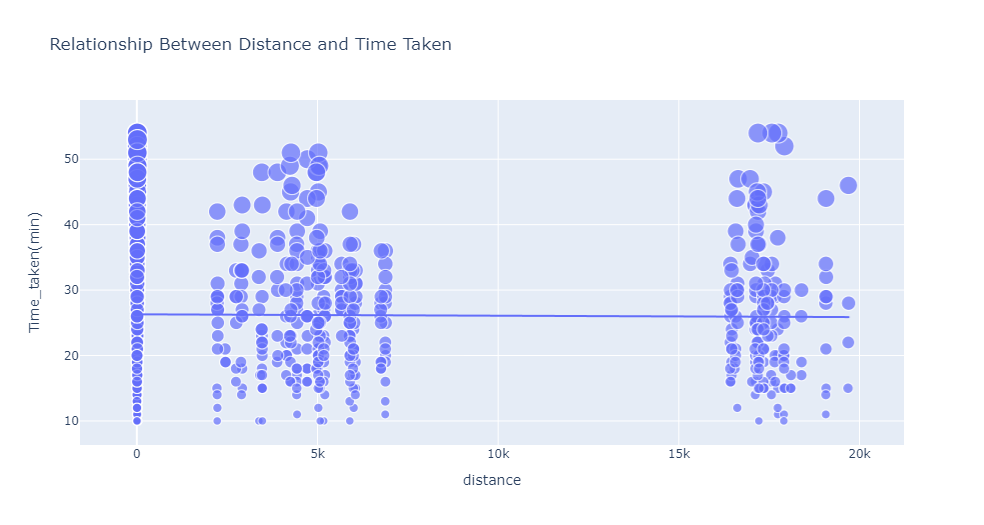 Relationship Between Distance and Time Taken
Time_taken(min)
50
40
30
20
10
0
5k
10k
15k
20k
distance